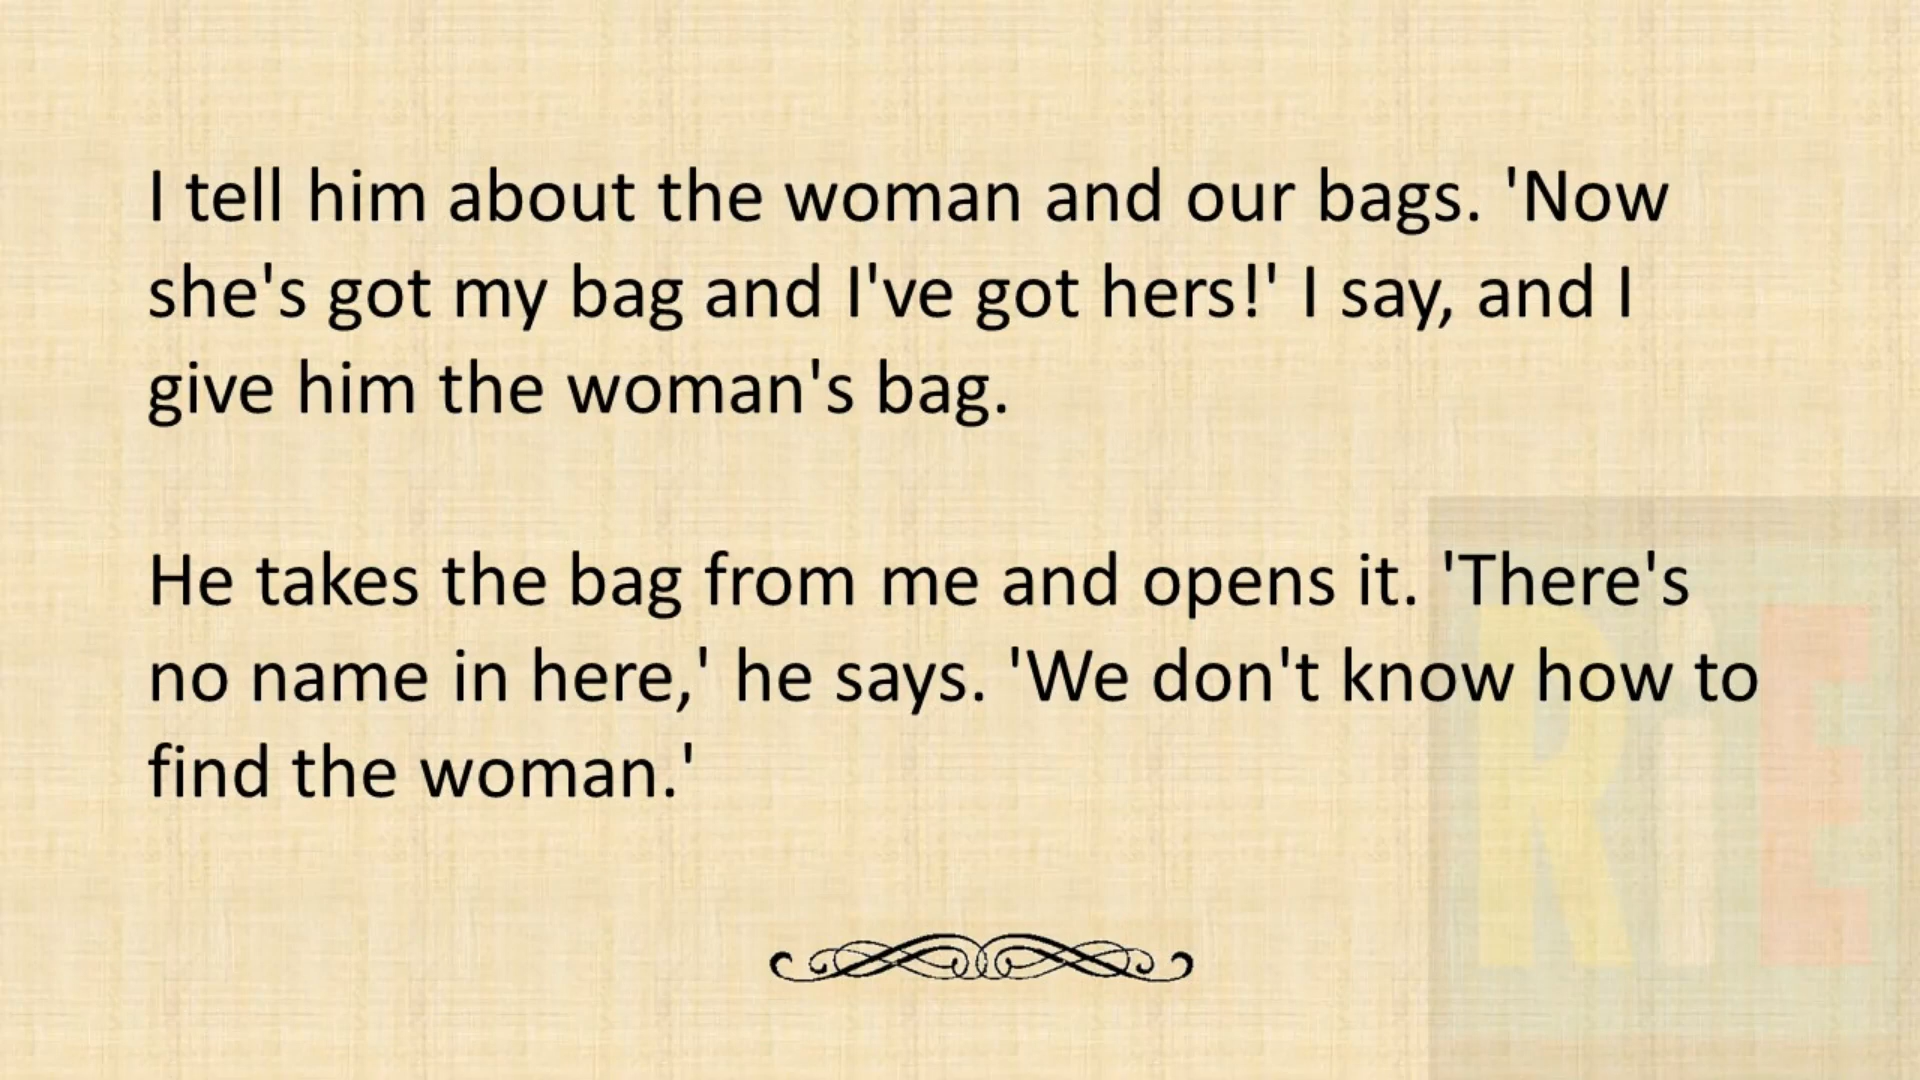 I tell him about the woman and our bags. 'Now
she's got my bag and I've got hers!' I say, and I
give him the woman's bag.
He takes the bag from me and opens it. 'There's
no name in here,' he says. 'We don't know how to
find the woman.'
RIE